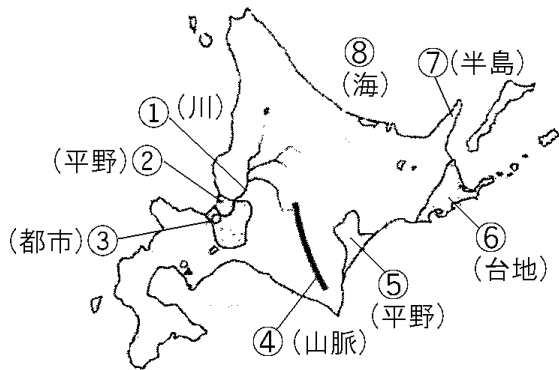 ⑧
(海)
⑦(半島)
①(川)
(平野)②
(都市)③
⑥
(台地)
⑤
(平野)
④(山脈)